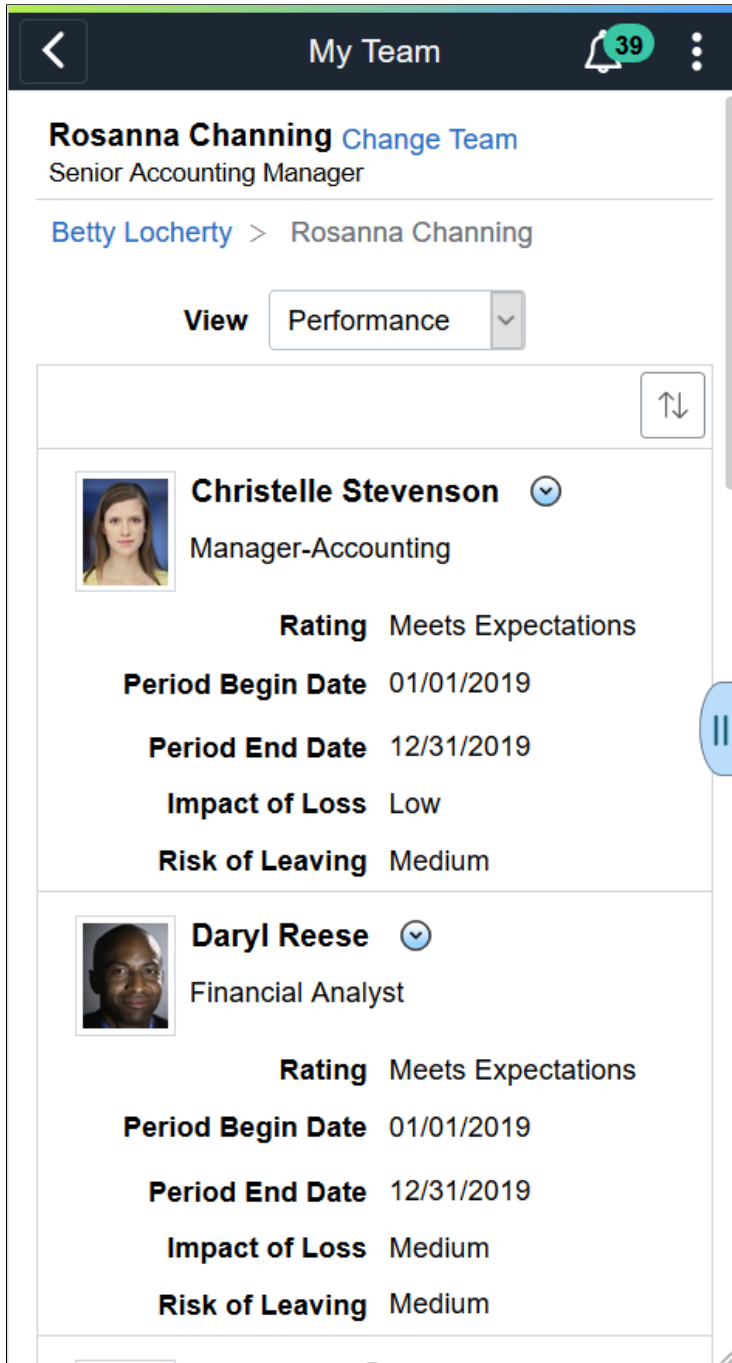 My Team 39
Rosanna Channing Change Team
Senior Accounting Manager
Betty Locherty > Rosanna Channing
View Performance
Christelle Stevenson
Manager-Accounting
Rating Meets Expectations
Period Begin Date 01/01/2019
Period End Date 12/31/2019
Impact of Loss Low
Risk of Leaving Medium
Daryl Reese
Financial Analyst
Rating Meets Expectations
Period Begin Date 01/01/2019
Period End Date 12/31/2019
Impact of Loss Medium
Risk of Leaving Medium